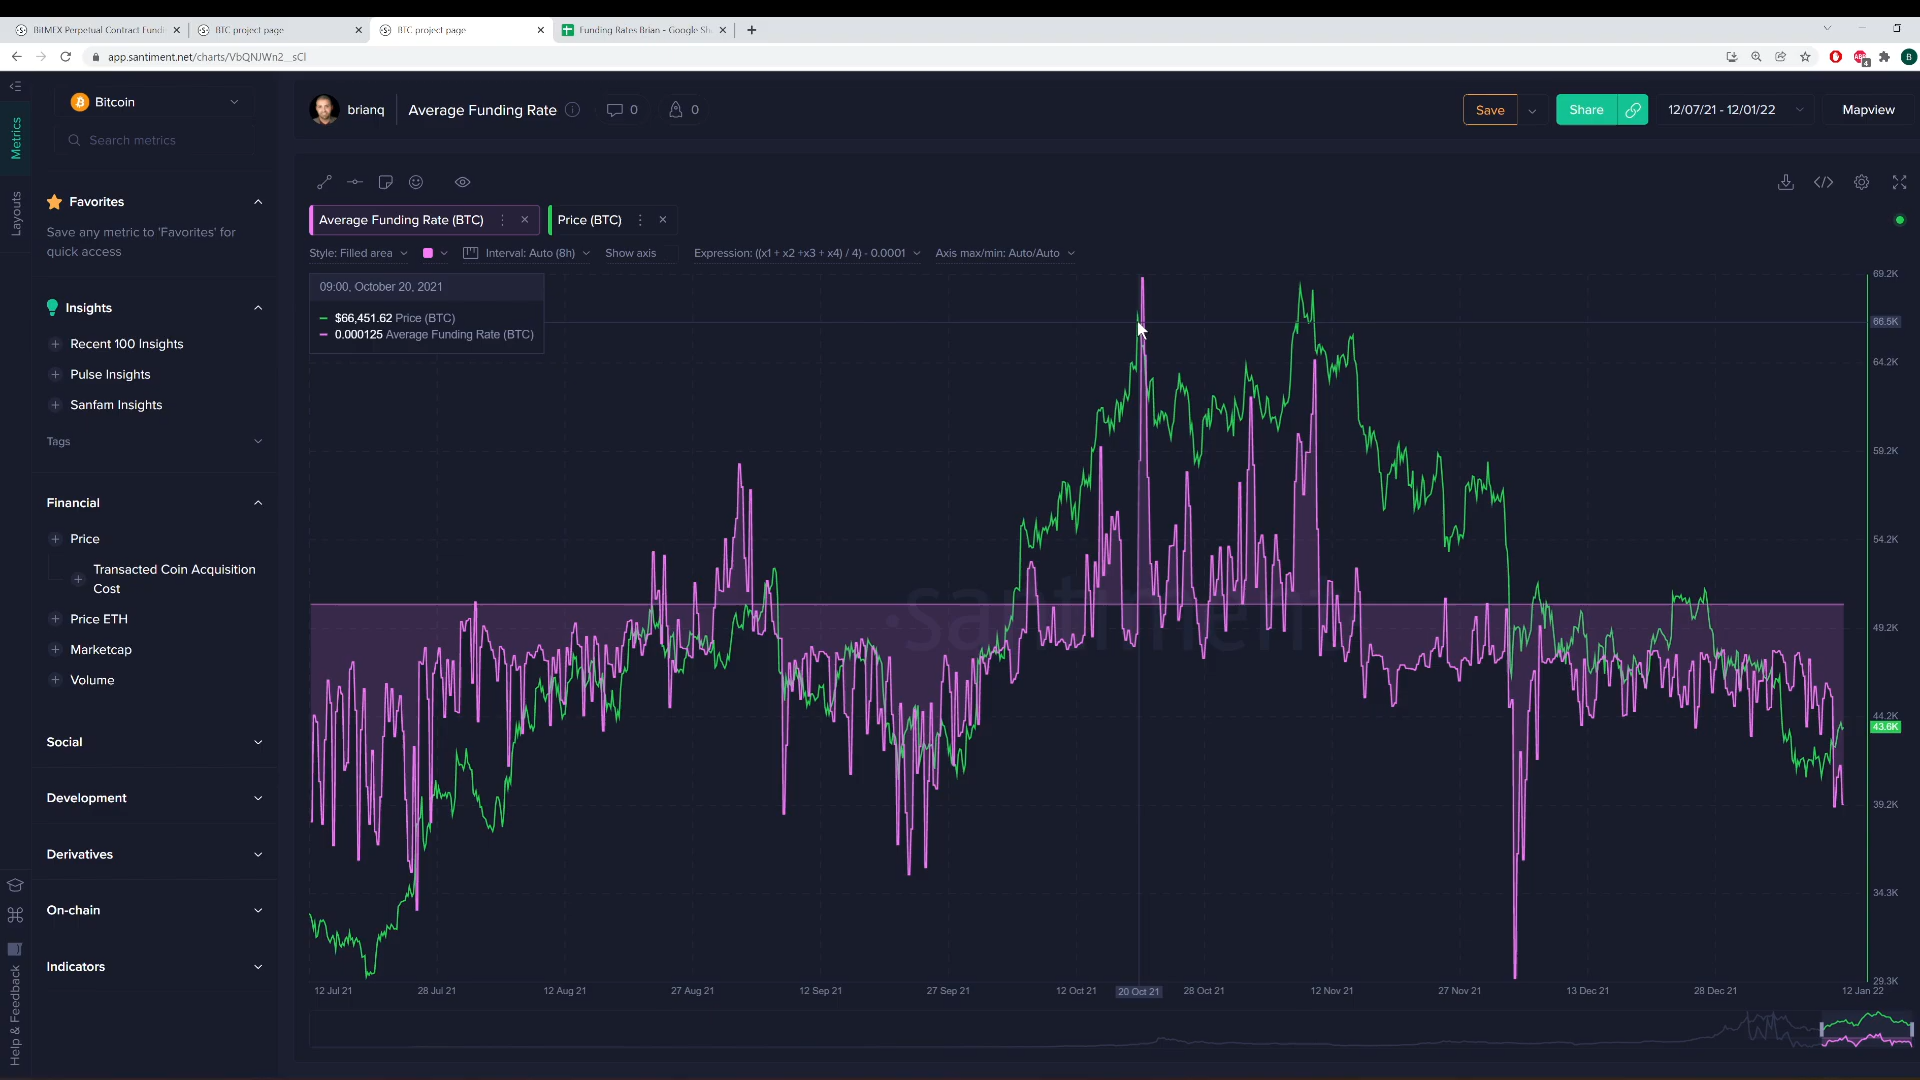 BitMEX Perpetual Contract Fundi
BTC project page
BTC project page
Funding Rates Brian - Google She
app.santiment.net/charts/VbQNJWn2__sCl
Bitcoin
brianq
Average Funding Rate
0
0
Save
Share
12/07/21 - 12/01/22
Mapview
Metrics
Layouts
Search metrics
Favorites
Save any metric to 'Favorites' for
quick access
Insights
Recent 100 Insights
Pulse Insights
Sanfam Insights
Tags
Financial
Price
Transacted Coin Acquisition
Cost
Price ETH
Marketcap
Volume
Social
Development
Derivatives
On-chain
Indicators
Help & Feedback
Average Funding Rate (BTC)
Price (BTC)
Style: Filled area
Interval: Auto (8h)
Show axis
Expression: ((x1 + x2 +x3 + x4) / 4) - 0.0001
Axis max/min: Auto/Auto
09:00, October 20, 2021
$66,451.62 Price (BTC)
0.000125 Average Funding Rate (BTC)
69.2K
66.5K
64.2K
59.2K
54.2K
49.2K
44.2K
43.6K
39.2K
34.3K
29.3K
·santiment
12 Jul 21
28 Jul 21
12 Aug 21
27 Aug 21
12 Sep 21
27 Sep 21
12 Oct 21
20 Oct 21
28 Oct 21
12 Nov 21
27 Nov 21
13 Dec 21
28 Dec 21
12 Jan 22